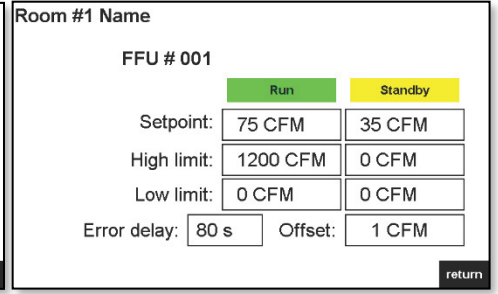 Room #1 Name
FFU # 001
Run Standby
Setpoint: 75 CFM 35 CFM
High limit: 1200 CFM 0 CFM
Low limit: 0 CFM 0 CFM
Error delay: 80 s Offset: 1 CFM
return